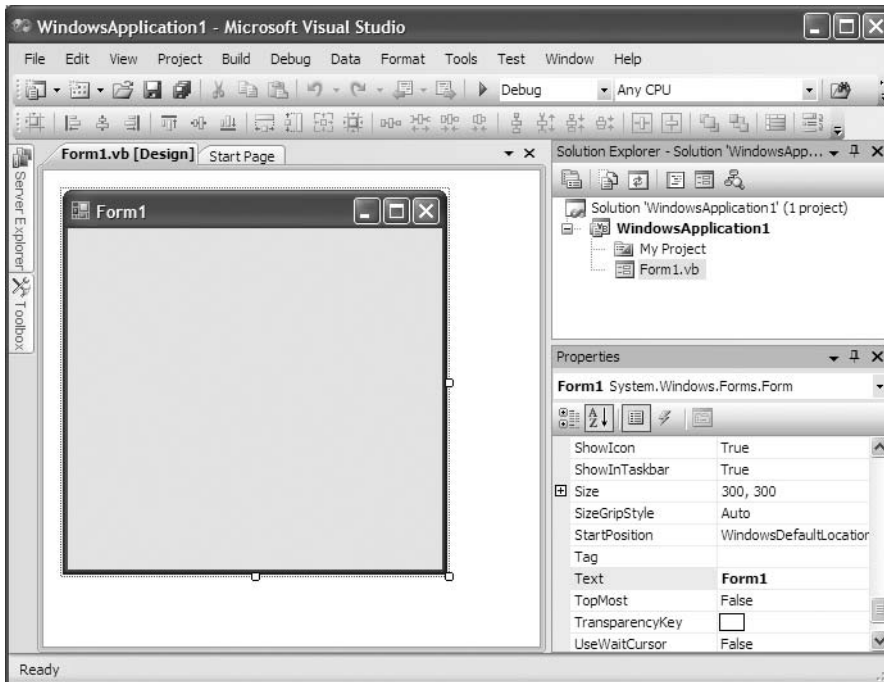 WindowsApplication1 - Microsoft Visual Studio
File Edit View Project Build Debug Data Format Tools Test Window Help
Debug Any CPU
Form1.vb [Design] Start Page
Server Explorer
Toolbox
Form1
Solution Explorer - Solution 'WindowsApp...
Solution 'WindowsApplication1' (1 project)
WindowsApplication1
My Project
Form1.vb
Properties
Form1 System.Windows.Forms.Form
ShowIcon True
ShowInTaskbar True
Size 300, 300
SizeGripStyle Auto
StartPosition WindowsDefaultLocation
Tag
Text Form1
TopMost False
TransparencyKey
UseWaitCursor False
Ready